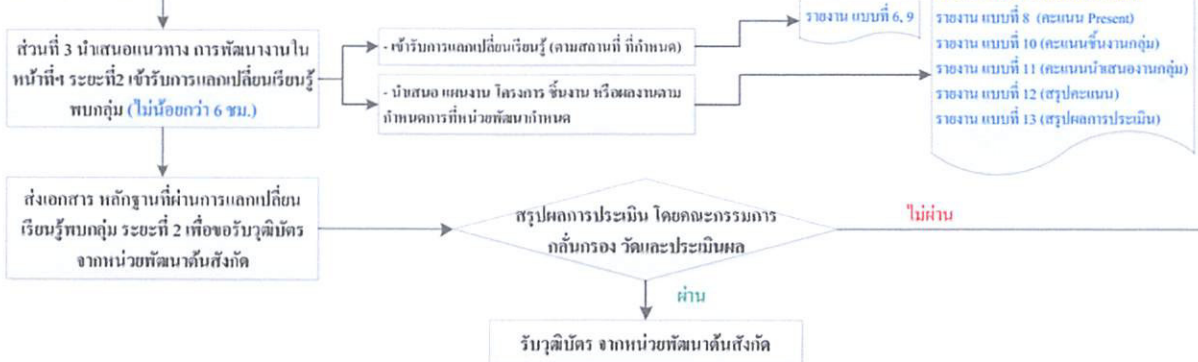 รายงาน แบบที่ 6, 9
รายงาน แบบที่ 8 (คะแนน Present)
รายงาน แบบที่ 10 (คะแนนชิ้นงานกลุ่ม)
รายงาน แบบที่ 11 (คะแนนนำเสนองานกลุ่ม)
รายงาน แบบที่ 12 (สรุปคะแนน)
รายงาน แบบที่ 13 (สรุปผลการประเมิน)
ส่วนที่ 3 นำเสนอแนวทาง การพัฒนางานใน
หน้าที่ฯ ระยะที่2 เข้ารับการแลกเปลี่ยนเรียนรู้
พบกลุ่ม (ไม่น้อยกว่า 6 ชม.)
- เข้ารับการแลกเปลี่ยนเรียนรู้ (ตามสถานที่ ที่กำหนด)
- นำเสนอ แผนงาน โครงการ ชิ้นงาน หรือผลงานตาม
กำหนดการที่หน่วยพัฒนากำหนด
ส่งเอกสาร หลักฐานที่ผ่านการแลกเปลี่ยน
เรียนรู้พบกลุ่ม ระยะที่ 2 เพื่อขอรับวุฒิบัตร
จากหน่วยพัฒนาต้นสังกัด
สรุปผลการประเมิน โดยคณะกรรมการ
กลั่นกรอง วัดและประเมินผล
ไม่ผ่าน
ผ่าน
รับวุฒิบัตร จากหน่วยพัฒนาต้นสังกัด